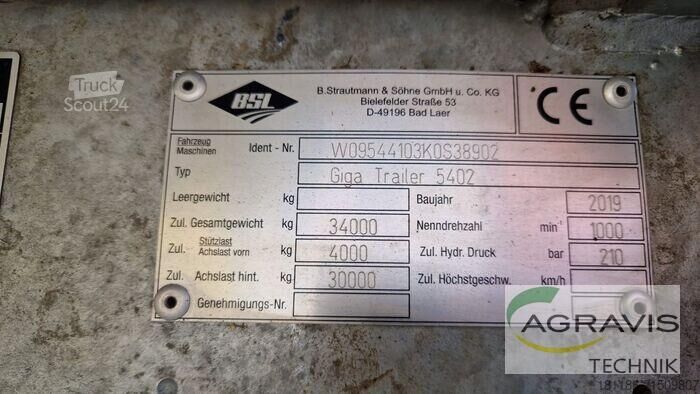 Truck
Scout24
BSL
B.Strautmann & Söhne GmbH u. Co. KG
Bielefelder Straße 53
D-49196 Bad Laer
CE
Fahrzeug
Maschinen
Ident - Nr.
W09544103K0S38902
Typ
Giga Trailer 5402
Leergewicht kg
Baujahr 2019
Zul. Gesamtgewicht kg 34000
Nenndrehzahl min⁻¹ 1000
Zul. Stützlast
Achslast vorn kg 4000
Zul. Hydr. Druck bar 210
Zul. Achslast hint. kg 30000
Zul. Höchstgeschw. km/h
Genehmigungs-Nr.
AGRAVIS
TECHNIK